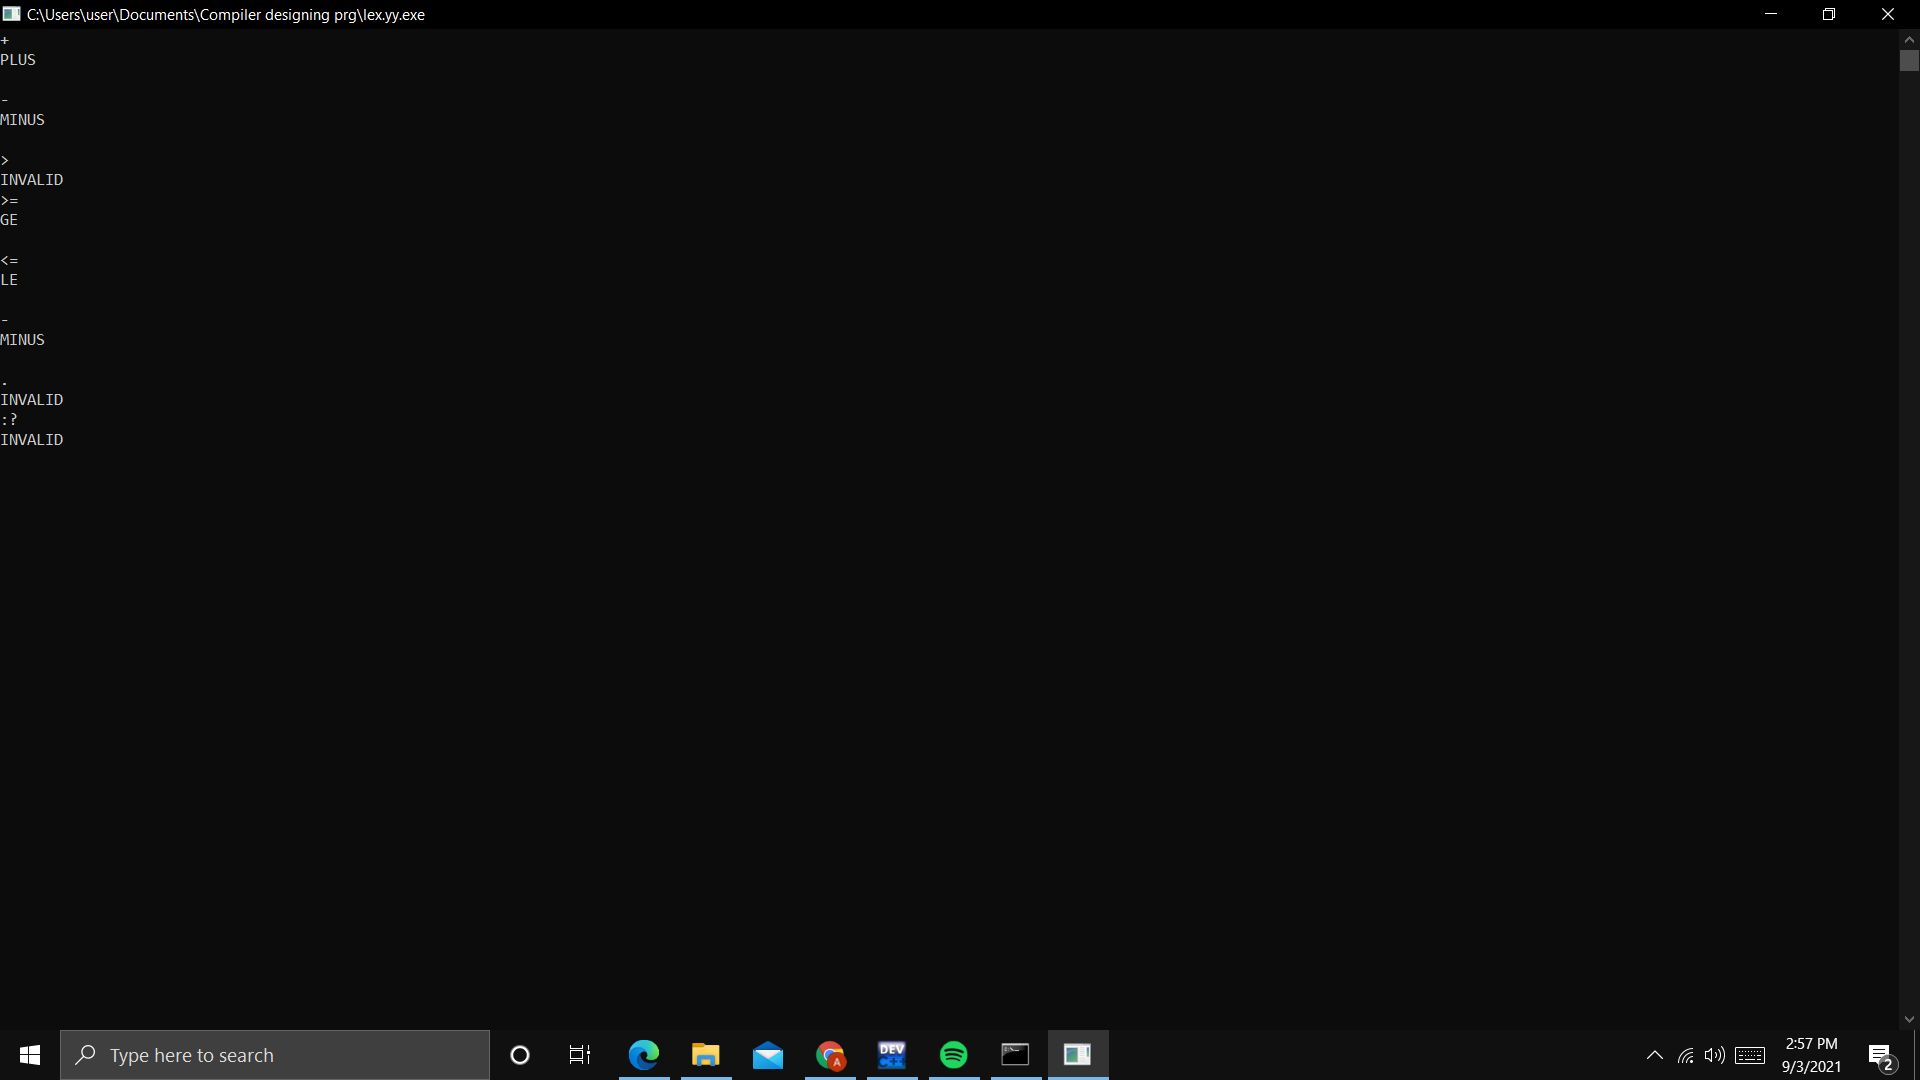 C:\Users\user\Documents\Compiler designing prg\lex.yy.exe
+
PLUS
-
MINUS
>
INVALID
>=
GE
<=
LE
-
MINUS
.
INVALID
:?
INVALID
Type here to search
DEV
C++
A
2:57 PM
9/3/2021
2